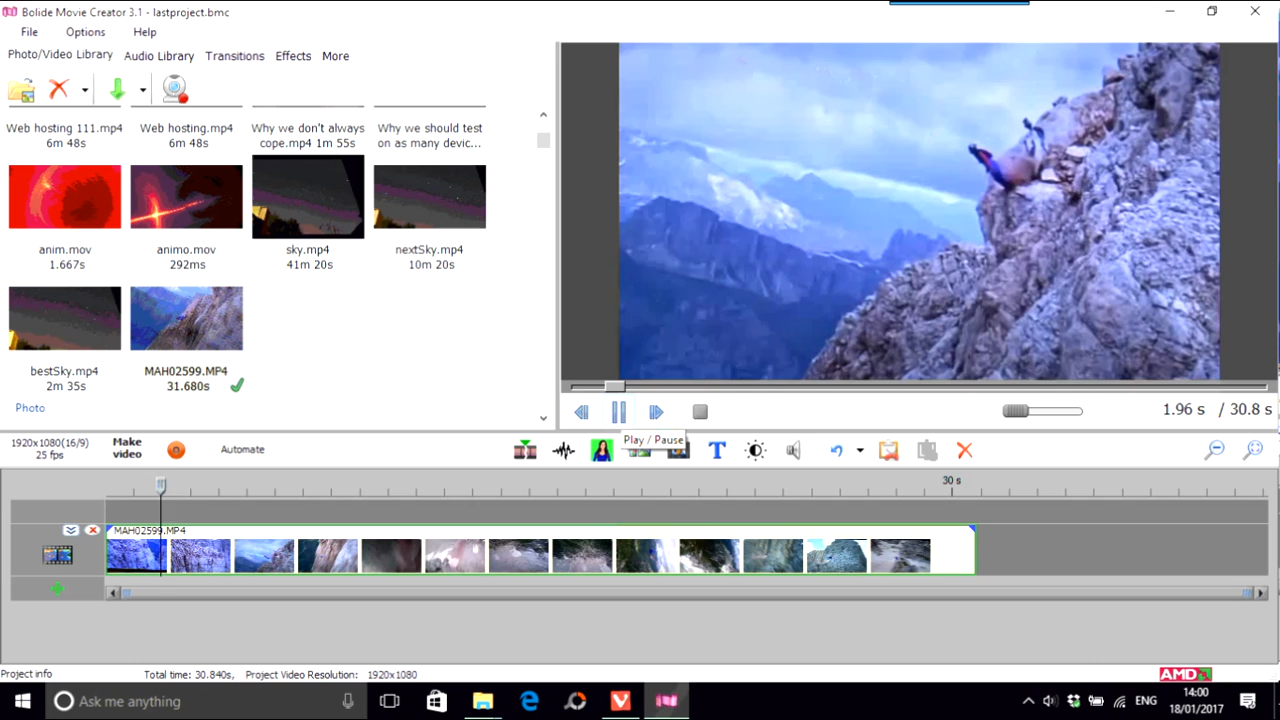 Bolide Movie Creator 3.1 - lastproject.bmc
File Options Help
Photo/Video Library Audio Library Transitions Effects More
Web hosting 111.mp4
6m 48s
Web hosting.mp4
6m 48s
Why we don't always
cope.mp4 1m 55s
Why we should test
on as many devic...
anim.mov
1.667s
animo.mov
292ms
sky.mp4
41m 20s
nextSky.mp4
10m 20s
bestSky.mp4
2m 35s
MAH02599.MP4
31.680s
Photo
1.96 s / 30.8 s
Play / Pause
1920x1080(16/9)
25 fps
Make
video
Automate
T
30 s
MAH02599.MP4
Project info
Total time: 30.840s, Project Video Resolution: 1920x1080
AMD
Ask me anything
ENG
14:00
18/01/2017